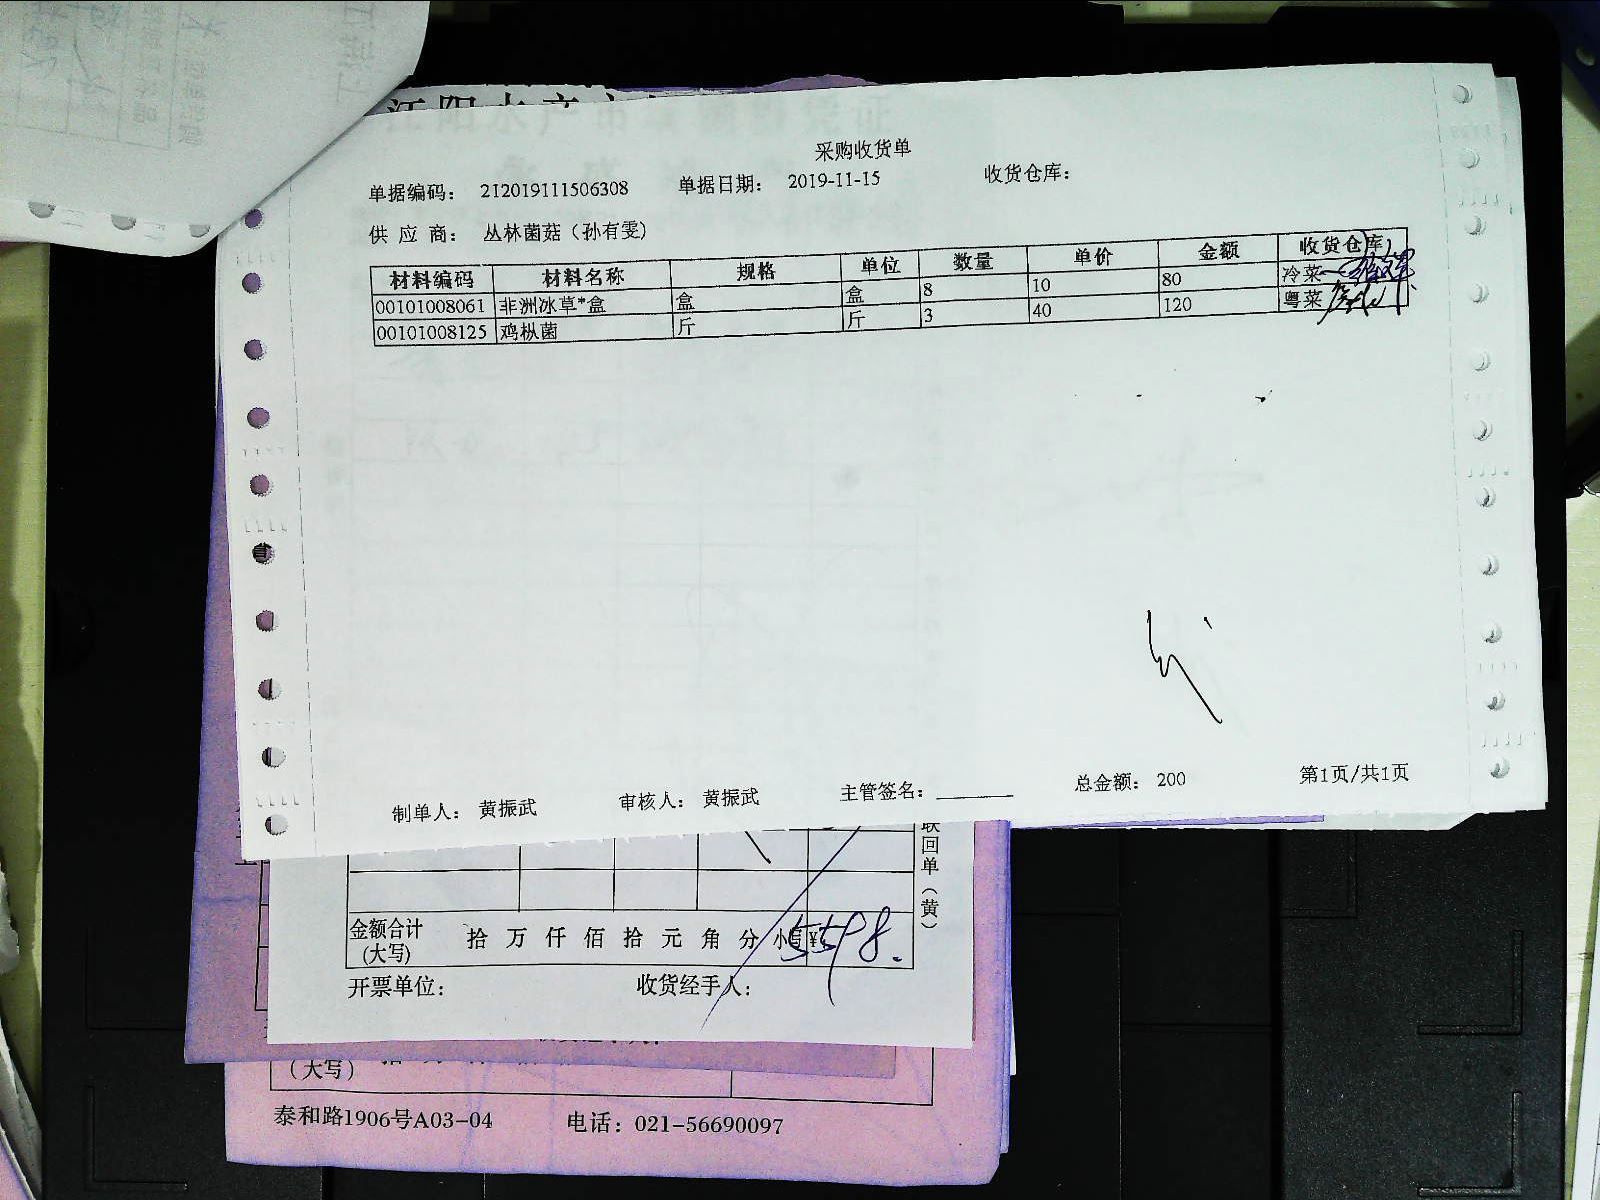 采购收货单
单据编码： 212019111506308 单据日期： 2019-11-15 收货仓库：
供 应 商： 丛林菌菇（孙有雯）
材料编码 材料名称 规格 单位 数量 单价 金额 收货仓库
00101008061 非洲冰草*盒 盒 盒 8 10 80 冷菜
00101008125 鸡枞菌 斤 斤 3 40 120 粤菜
制单人： 黄振武 审核人： 黄振武 主管签名： 总金额： 200 第1页/共1页
联回单（黄）
金额合计（大写） 拾 万 仟 佰 拾 元 角 分 小写¥ 5598.
开票单位： 收货经手人：
（大写）
泰和路1906号A03-04 电话：021-56690097